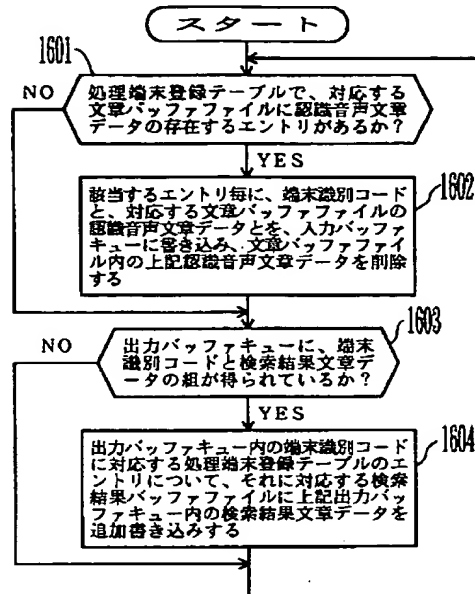 スタート
1601
処理端末登録テーブルで、対応する
文章バッファファイルに認識音声文章
データの存在するエントリがあるか？
NO
YES
1602
該当するエントリ毎に、端末識別コード
と、対応する文章バッファファイルの
認識音声文章データとを、入力バッファ
キューに書き込み、文章バッファファイ
ル内の上記認識音声文章データを削除
する
1603
出力バッファキューに、端末
識別コードと検索結果文章デ
ータの組が得られているか？
NO
YES
1604
出力バッファキュー内の端末識別コード
に対応する処理端末登録テーブルのエ
ントリについて、それに対応する検索
結果バッファファイルに上記出力バッ
ファキュー内の検索結果文章データを
追加書き込みする